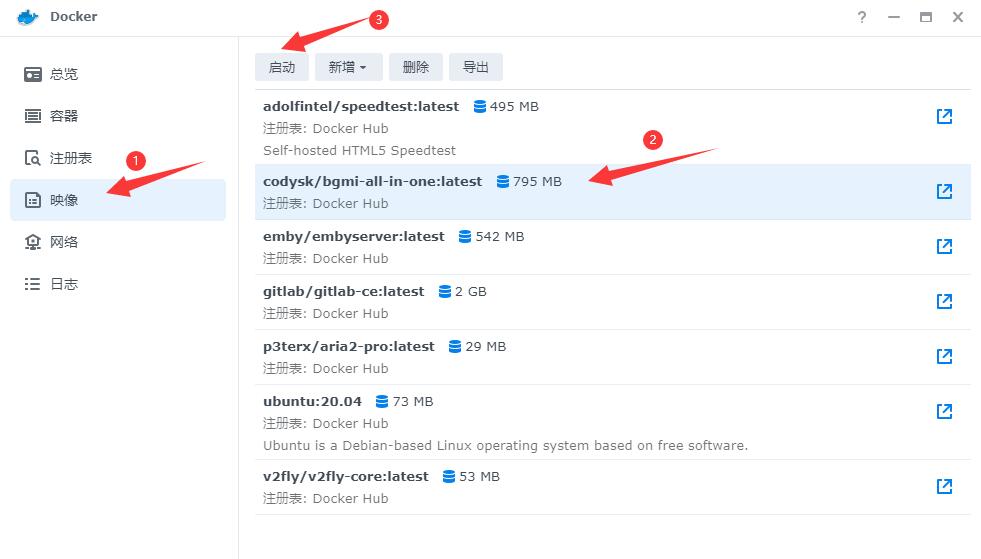 Docker
?
3
启动
新增
删除
导出
总览
容器
注册表
映像
网络
日志
1
adolfintel/speedtest:latest 495 MB
注册表: Docker Hub
Self-hosted HTML5 Speedtest
2
codysk/bgmi-all-in-one:latest 795 MB
注册表: Docker Hub
emby/embyserver:latest 542 MB
注册表: Docker Hub
gitlab/gitlab-ce:latest 2 GB
注册表: Docker Hub
p3terx/aria2-pro:latest 29 MB
注册表: Docker Hub
ubuntu:20.04 73 MB
注册表: Docker Hub
Ubuntu is a Debian-based Linux operating system based on free software.
v2fly/v2fly-core:latest 53 MB
注册表: Docker Hub